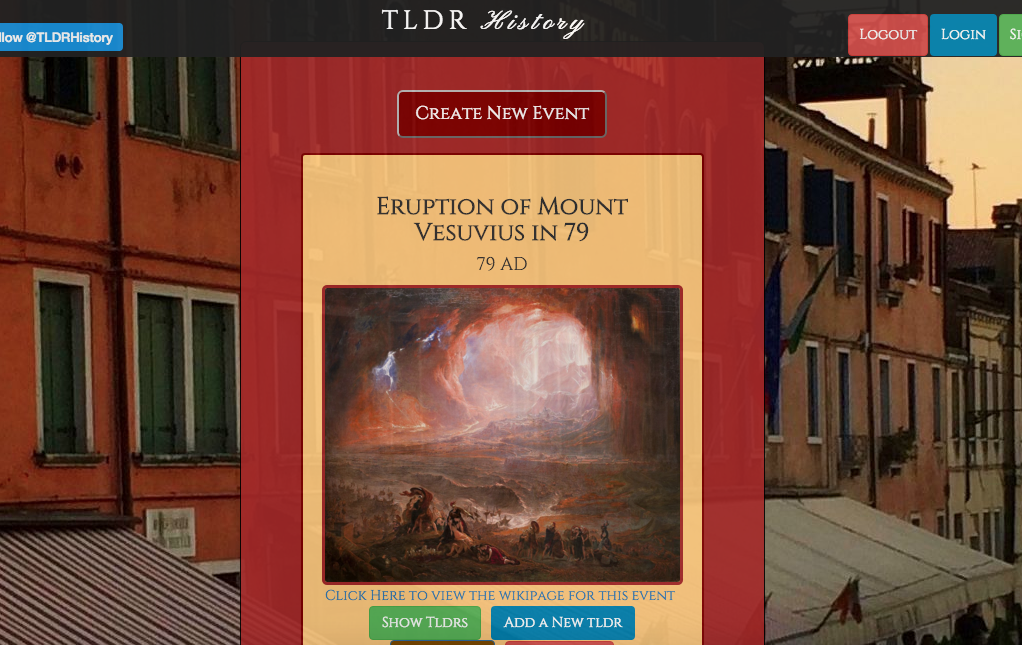 TLDR History
llow @TLDRHistory
Logout
Login
Create New Event
Eruption of Mount
Vesuvius in 79
79 AD
Click Here to view the wikipage for this event
Show Tldrs
Add a New tldr